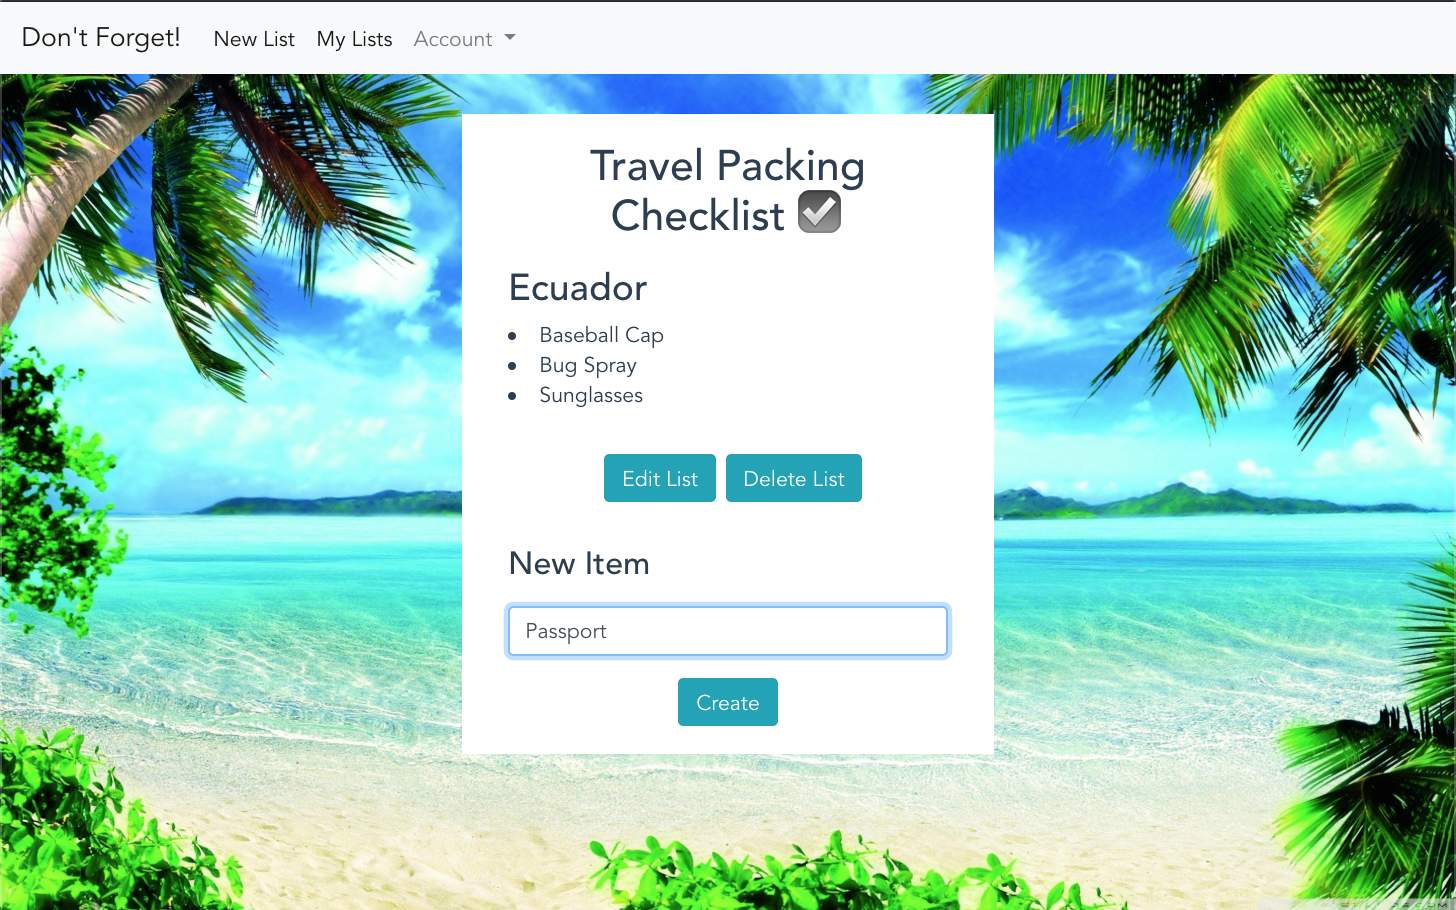 Don't Forget! New List My Lists Account
Travel Packing
Checklist ☑
Ecuador
Baseball Cap
Bug Spray
Sunglasses
Edit List Delete List
New Item
Passport
Create